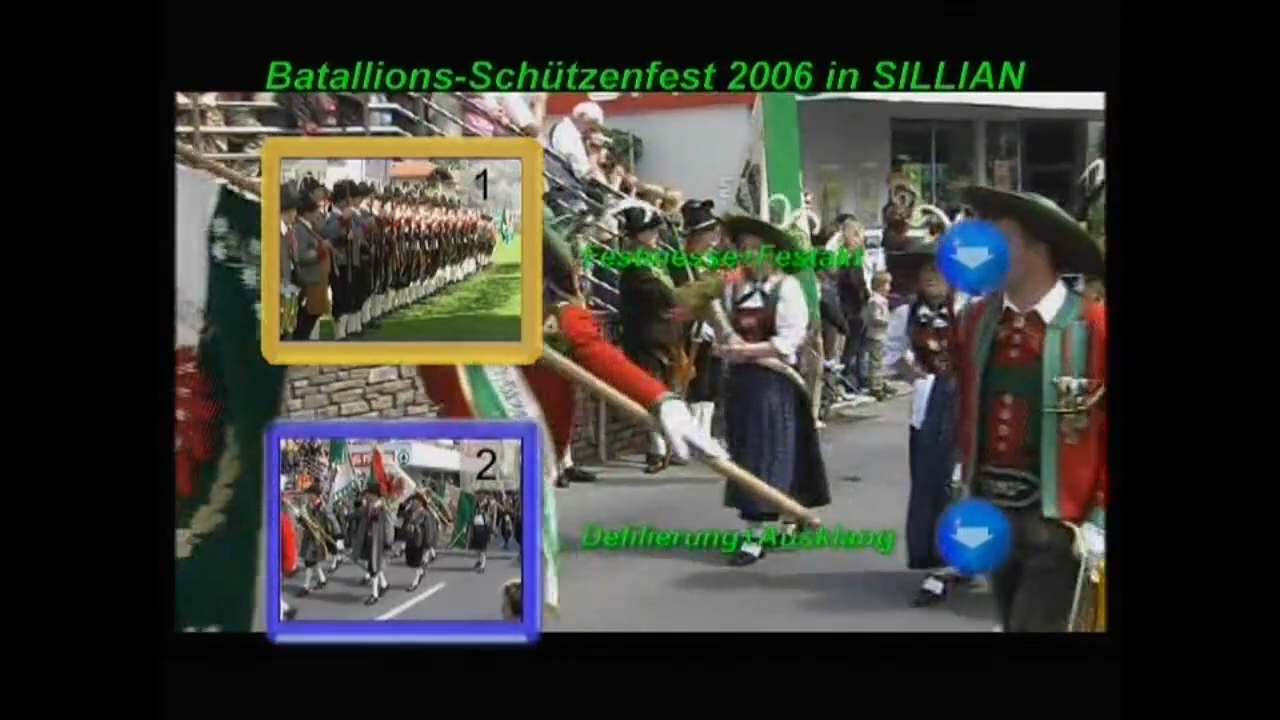 Batallions-Schützenfest 2006 in SILLIAN
1
Festmesse+Festakt
2
Defilierung+Ausklang